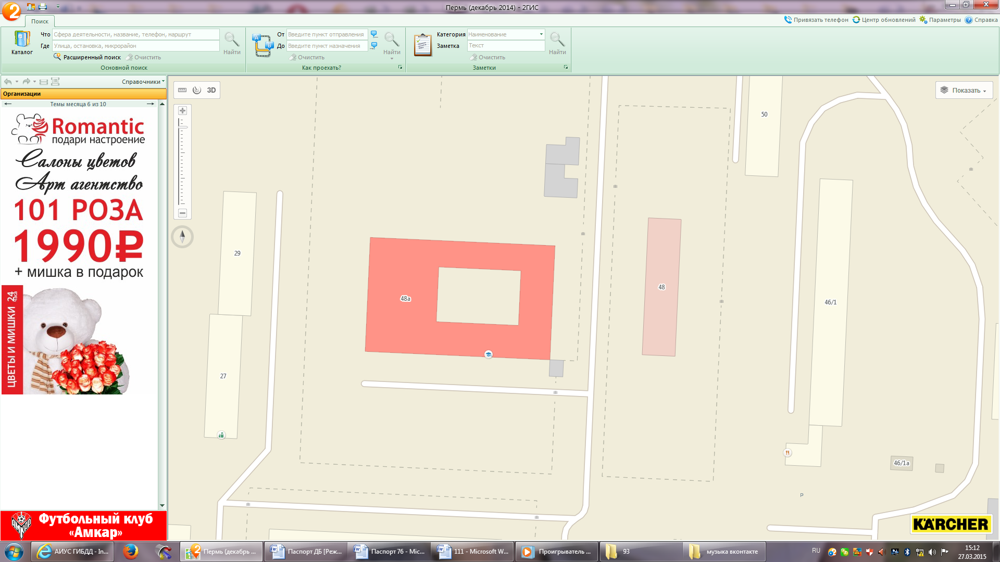 Пермь (декабрь 2014) - 2ГИС
Поиск
Привязать телефон
Центр обновлений
Параметры
Справка
Каталог
Что
Сфера деятельности, название, телефон, маршрут
Где
Улица, остановка, микрорайон
Расширенный поиск
Очистить
Найти
Основной поиск
От
Введите пункт отправления
До
Введите пункт назначения
Очистить
Найти
Как проехать?
Категория
Наименование
Заметка
Текст
Очистить
Найти
Заметки
Справочники
Организации
Темы месяца 6 из 10
Romantic
подари настроение
Салоны цветов
Арт агентство
101 РОЗА
1990₽
+ мишка в подарок
ЦВЕТЫ И МИШКИ 24 часа
Футбольный клуб
«Амкар»
3D
Показать
50
29
48а
48
46/1
27
46/1а
P
KÄRCHER
АИУС ГИБДД - In...
Пермь (декабрь ...
Паспорт ДБ [Реж...
Паспорт 76 - Mic...
111 - Microsoft W...
Проигрыватель ...
93
музыка вконтакте
RU
15:12
27.03.2015